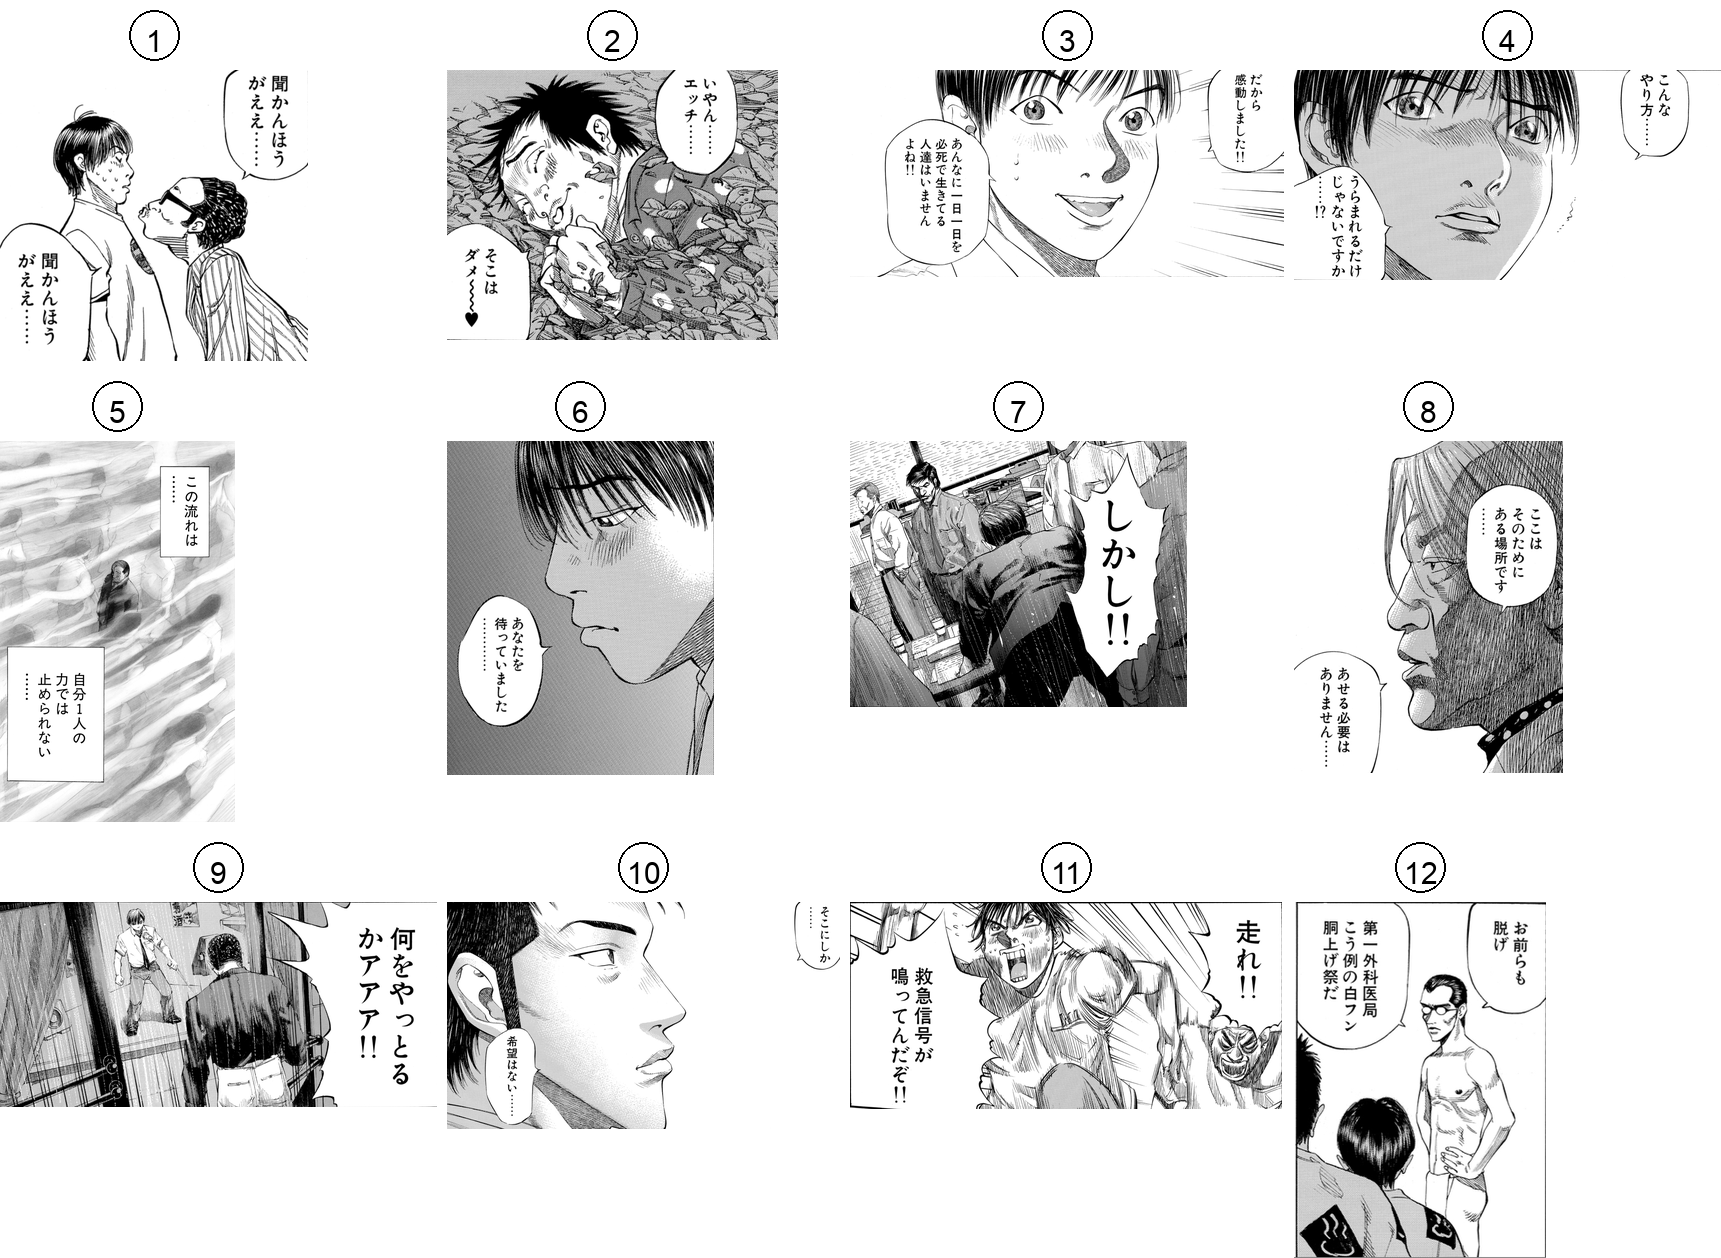 1
聞かんほう
がええ……
聞かんほう
がええ……
2
いやん……
エッチ……
そこは
ダメ〜〜♥
3
だから
感動しました!!
あんなに一日一日を
必死で生きてる
人達はいません
よね!!
4
こんな
やり方……
うらまれるだけ
じゃないですか
……!?
5
この流れは
……
自分1人の
力では
止められない
……
6
あなたを
待っていました
…………
7
しかし!!
8
ここは
そのために
ある場所です
……
あせる必要は
ありません……
9
何をやっとる
かアアア!!
10
そこにしか
……
希望はない……
11
走れ!!
救急信号が
鳴ってんだぞ!!
12
お前らも
脱げ
第一外科医局
こう例の白フン
胴上げ祭だ